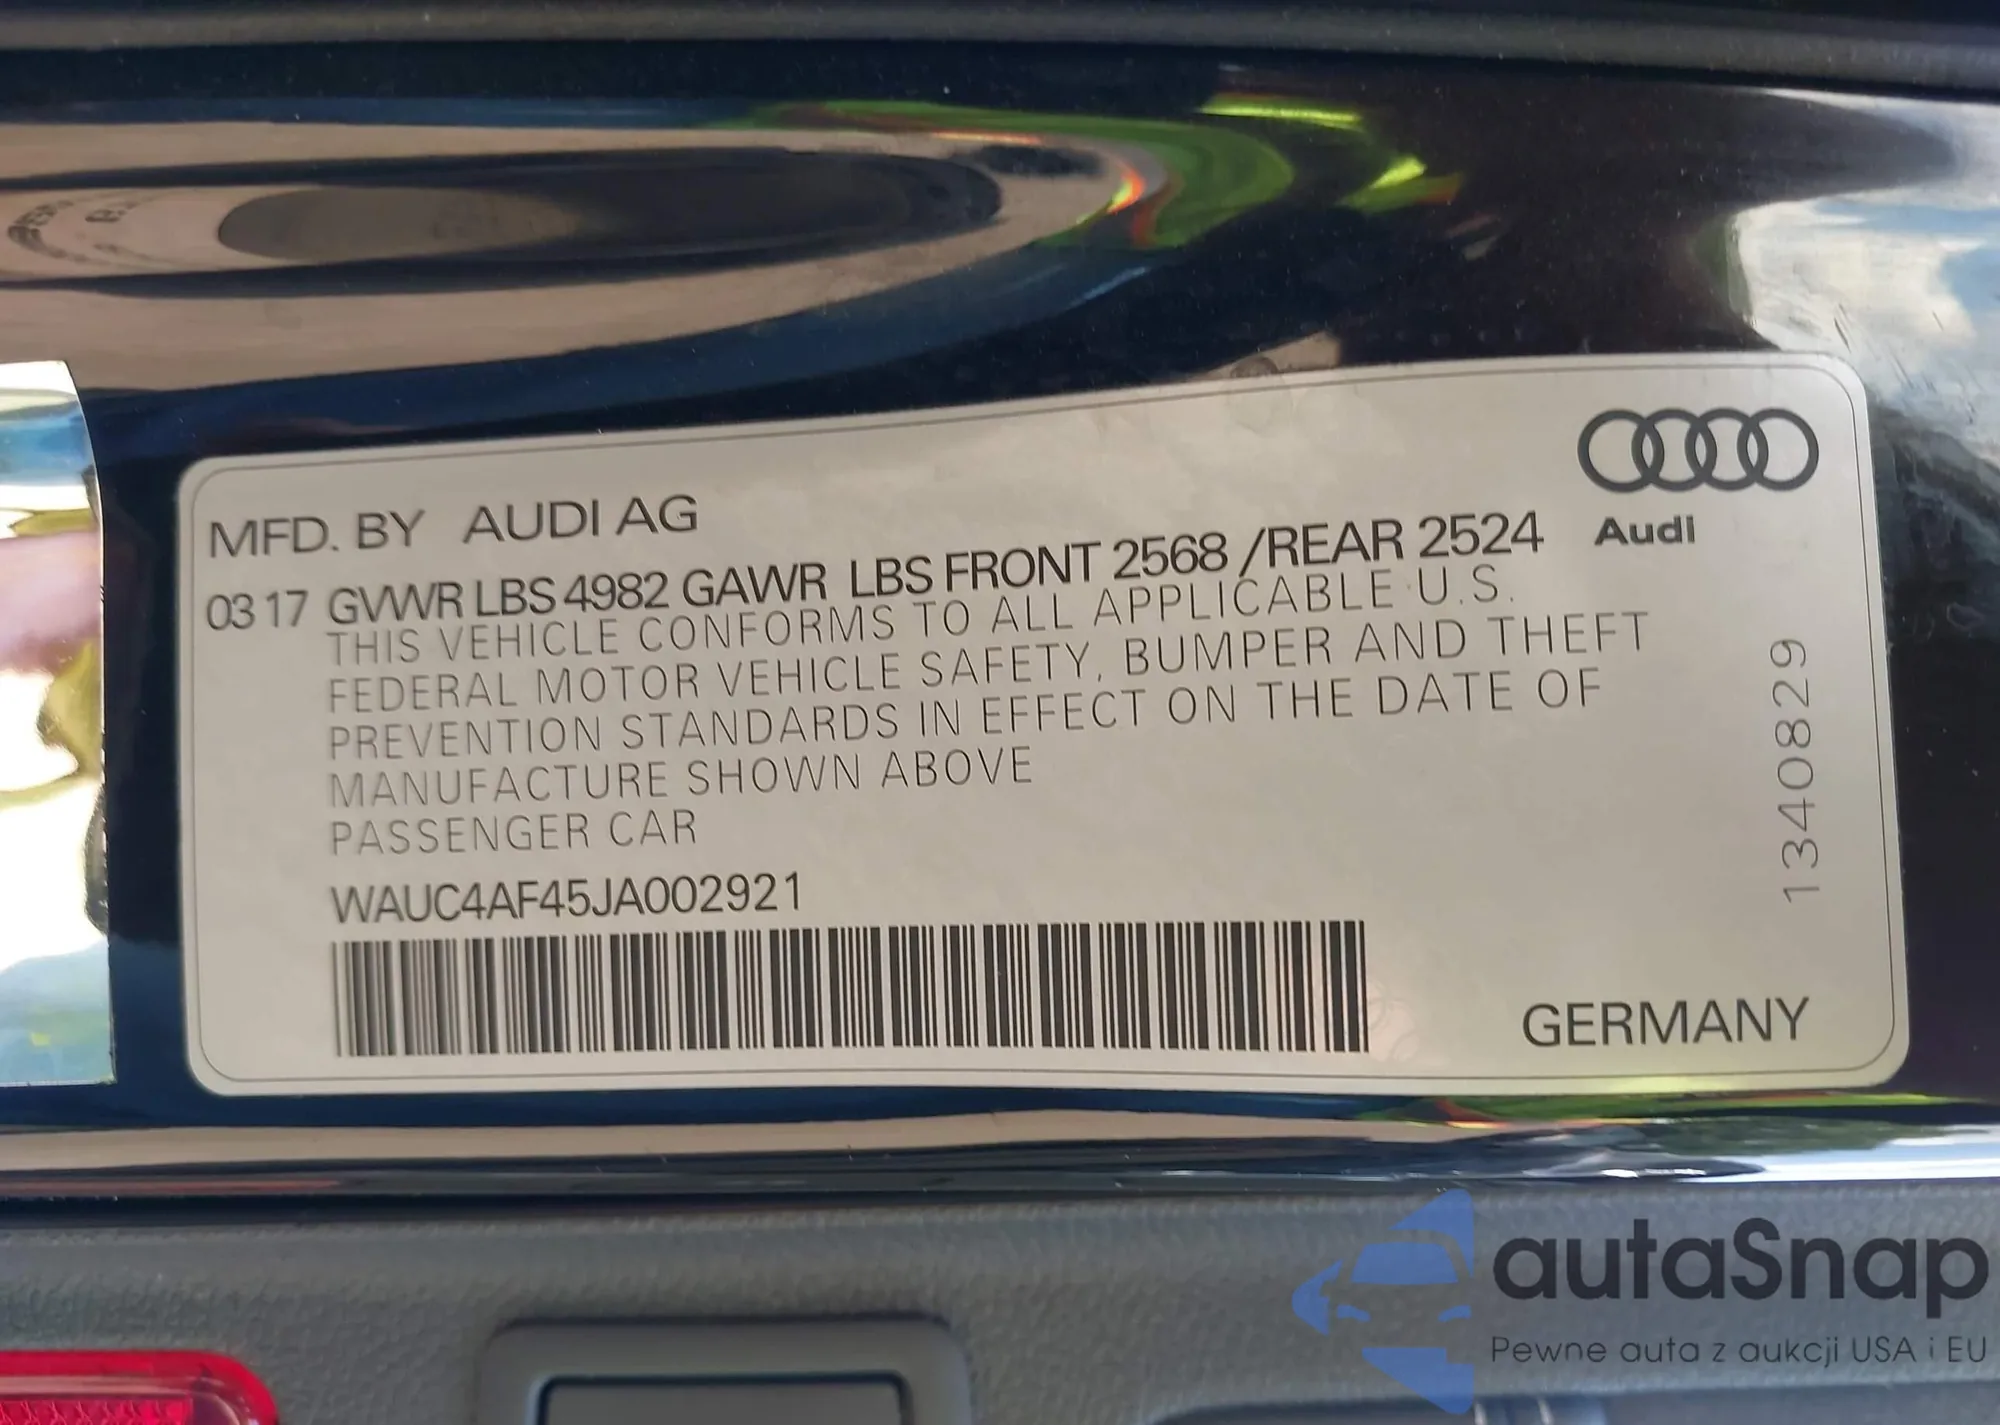 MFD. BY AUDI AG
Audi
03 17 GVWR LBS 4982 GAWR LBS FRONT 2568 /REAR 2524
THIS VEHICLE CONFORMS TO ALL APPLICABLE U.S.
FEDERAL MOTOR VEHICLE SAFETY, BUMPER AND THEFT
PREVENTION STANDARDS IN EFFECT ON THE DATE OF
MANUFACTURE SHOWN ABOVE
PASSENGER CAR
1340829
WAUC4AF45JA002921
GERMANY
autaSnap
Pewne auta z aukcji USA i EU